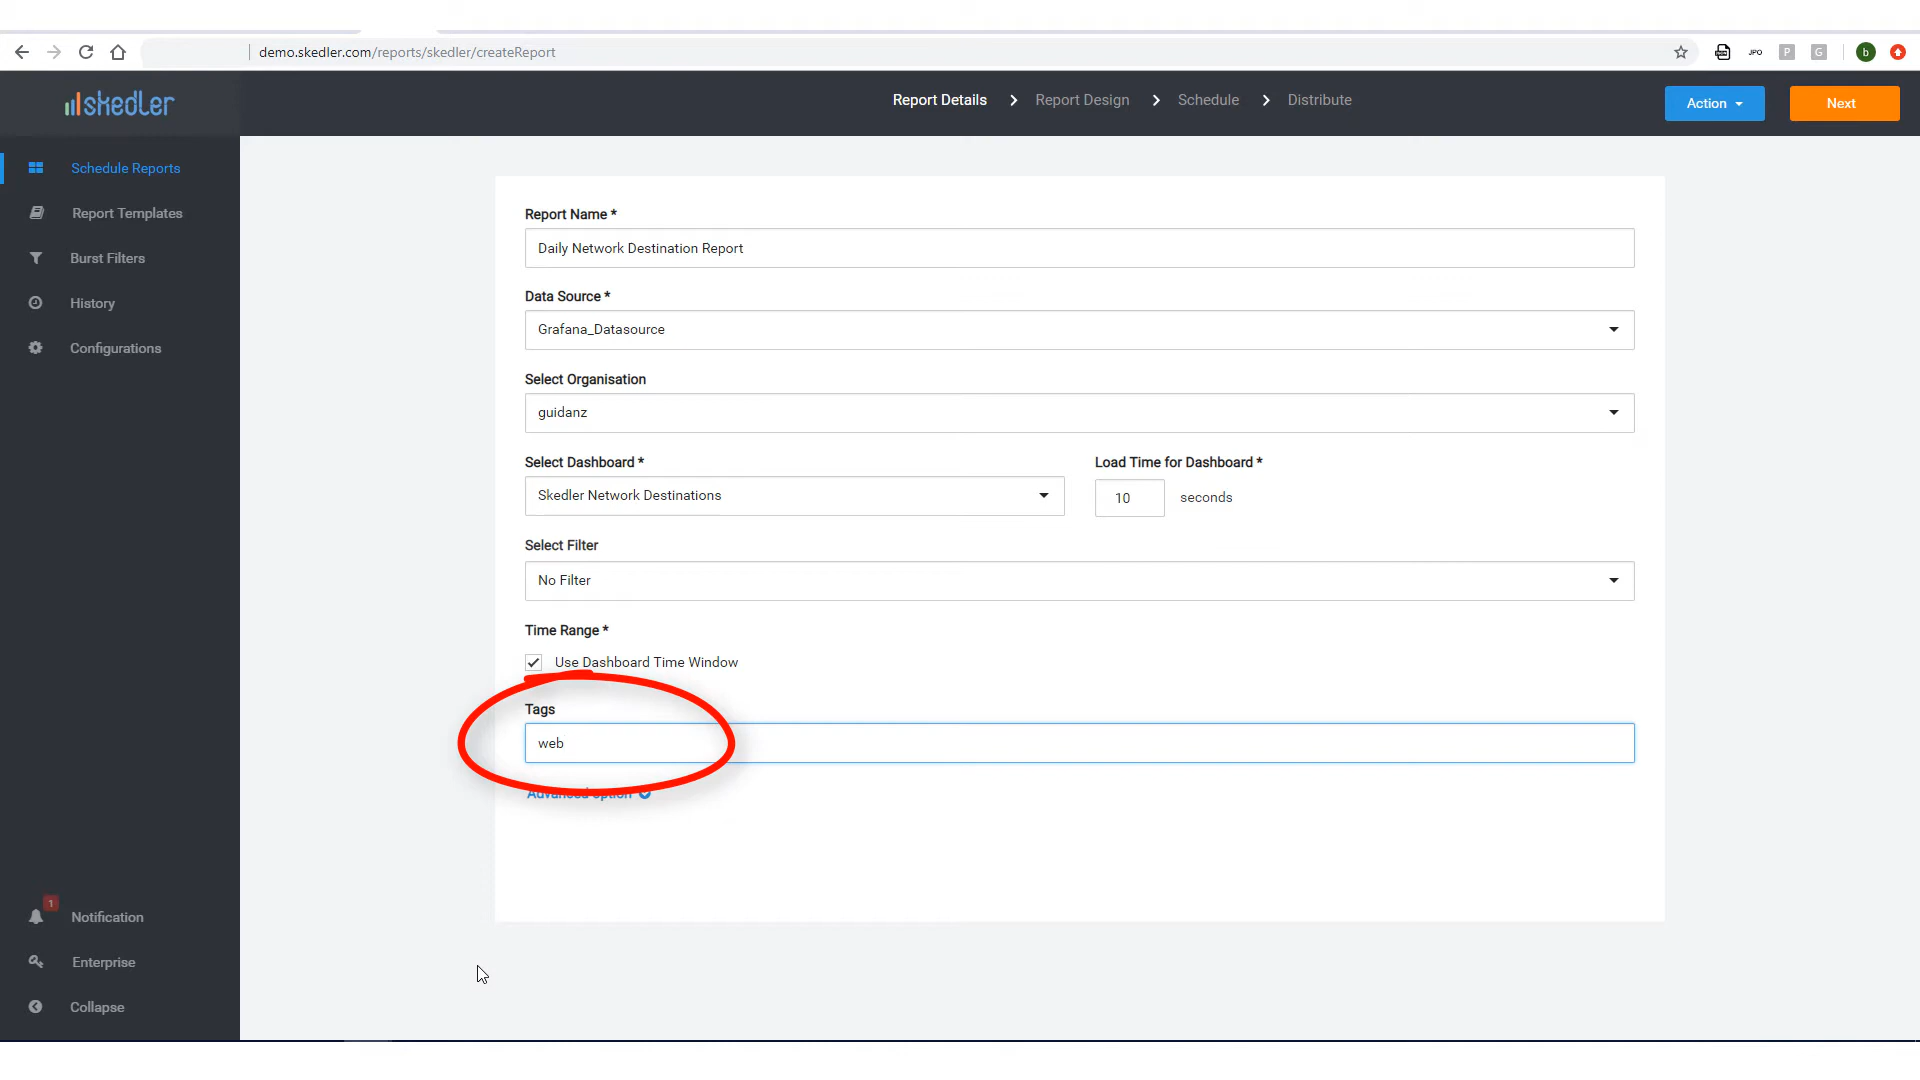 demo.skedler.com/reports/skedler/createReport
JPO
P
G
b
skedler
Report Details
Report Design
Schedule
Distribute
Action
Next
Schedule Reports
Report Templates
Burst Filters
History
Configurations
Report Name *
Daily Network Destination Report
Data Source *
Grafana_Datasource
Select Organisation
guidanz
Select Dashboard *
Load Time for Dashboard *
Skedler Network Destinations
10
seconds
Select Filter
No Filter
Time Range *
Use Dashboard Time Window
Tags
web
Advanced option
1
Notification
Enterprise
Collapse